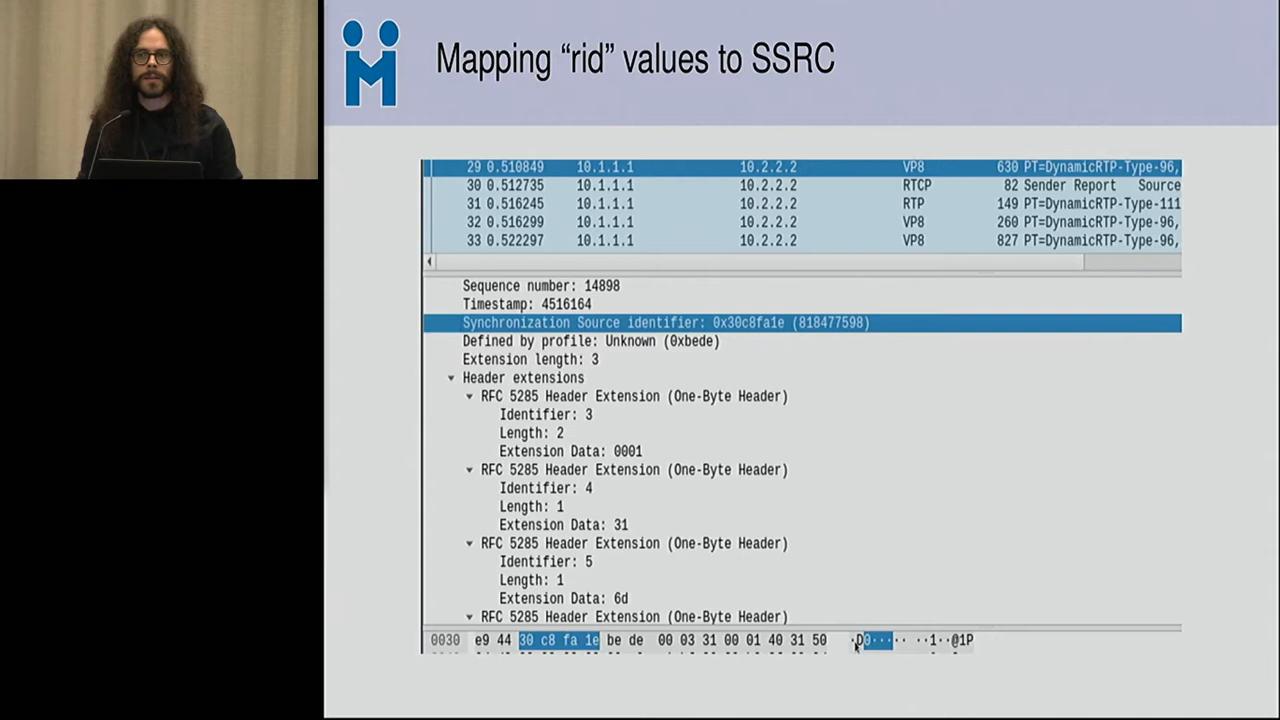 Mapping “rid” values to SSRC
29 0.510849 10.1.1.1 10.2.2.2 VP8 630 PT=DynamicRTP-Type-96,
30 0.512735 10.1.1.1 10.2.2.2 RTCP 82 Sender Report Source
31 0.516245 10.1.1.1 10.2.2.2 RTP 149 PT=DynamicRTP-Type-111
32 0.516299 10.1.1.1 10.2.2.2 VP8 260 PT=DynamicRTP-Type-96,
33 0.522297 10.1.1.1 10.2.2.2 VP8 827 PT=DynamicRTP-Type-96,
Sequence number: 14898
Timestamp: 4516164
Synchronization Source identifier: 0x30c8fa1e (818477598)
Defined by profile: Unknown (0xbede)
Extension length: 3
Header extensions
RFC 5285 Header Extension (One-Byte Header)
Identifier: 3
Length: 2
Extension Data: 0001
RFC 5285 Header Extension (One-Byte Header)
Identifier: 4
Length: 1
Extension Data: 31
RFC 5285 Header Extension (One-Byte Header)
Identifier: 5
Length: 1
Extension Data: 6d
RFC 5285 Header Extension (One-Byte Header)
0030 e9 44 30 c8 fa 1e be de 00 03 31 00 01 40 31 50 ·D0····· ··1··@1P